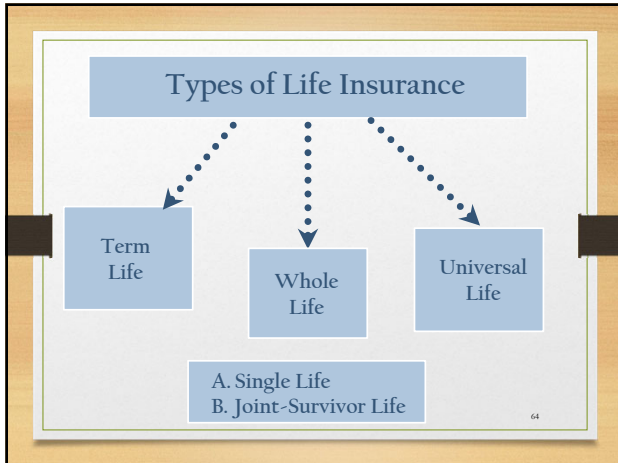 Types of Life Insurance
Term
Life
Whole
Life
Universal
Life
A. Single Life
B. Joint-Survivor Life
64